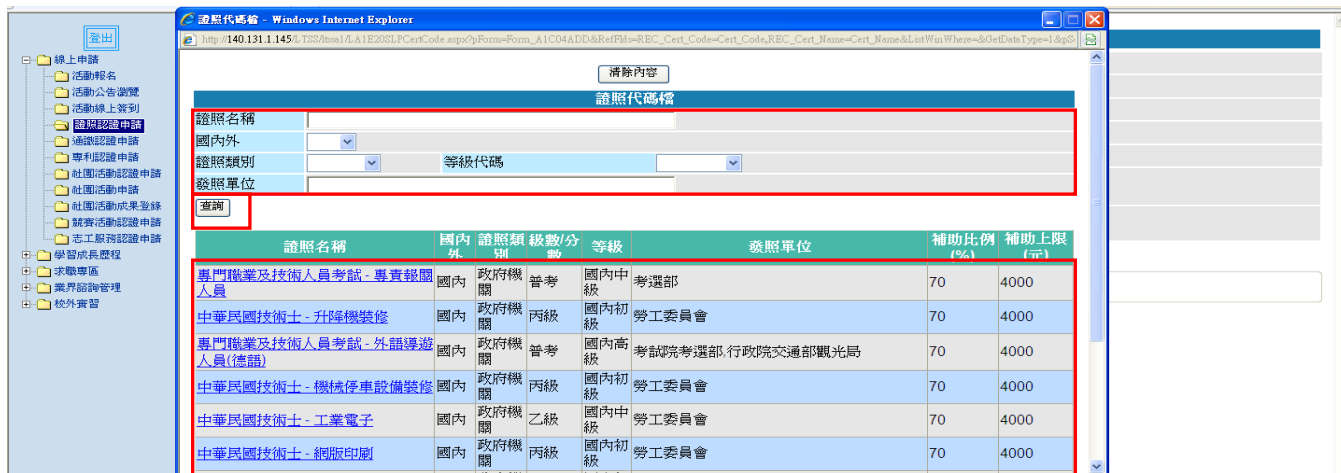 證照代碼檔 - Windows Internet Explorer
http://140.131.1.145/LTSS/ltssa1/LA1E20SLPCertCode.aspx?pForm=Form_A1C04ADD&RefFlds=REC_Cert_Code=Cert_Code,REC_Cert_Name=Cert_Name&ListWinWhere=&GetDataType=1&pS
登出
線上申請
活動報名
活動公告瀏覽
活動線上簽到
證照認證申請
通識認證申請
專利認證申請
社團活動認證申請
社團活動申請
社團活動成果登錄
競賽活動認證申請
志工服務認證申請
學習成長歷程
求職專區
業界諮詢管理
校外實習
清除內容
證照代碼檔
證照名稱
國內外
證照類別 等級代碼
發照單位
查詢
證照名稱 國內外 證照類別 級數/分數 等級 發照單位 補助比例(%) 補助上限(元)
專門職業及技術人員考試 - 專責報關人員 國內 政府機關 普考 國內中級 考選部 70 4000
中華民國技術士 - 升降機裝修 國內 政府機關 丙級 國內初級 勞工委員會 70 4000
專門職業及技術人員考試 - 外語導遊人員(德語) 國內 政府機關 普考 國內高級 考試院考選部,行政院交通部觀光局 70 4000
中華民國技術士 - 機械停車設備裝修 國內 政府機關 丙級 國內初級 勞工委員會 70 4000
中華民國技術士 - 工業電子 國內 政府機關 乙級 國內中級 勞工委員會 70 4000
中華民國技術士 - 網版印刷 國內 政府機關 丙級 國內初級 勞工委員會 70 4000